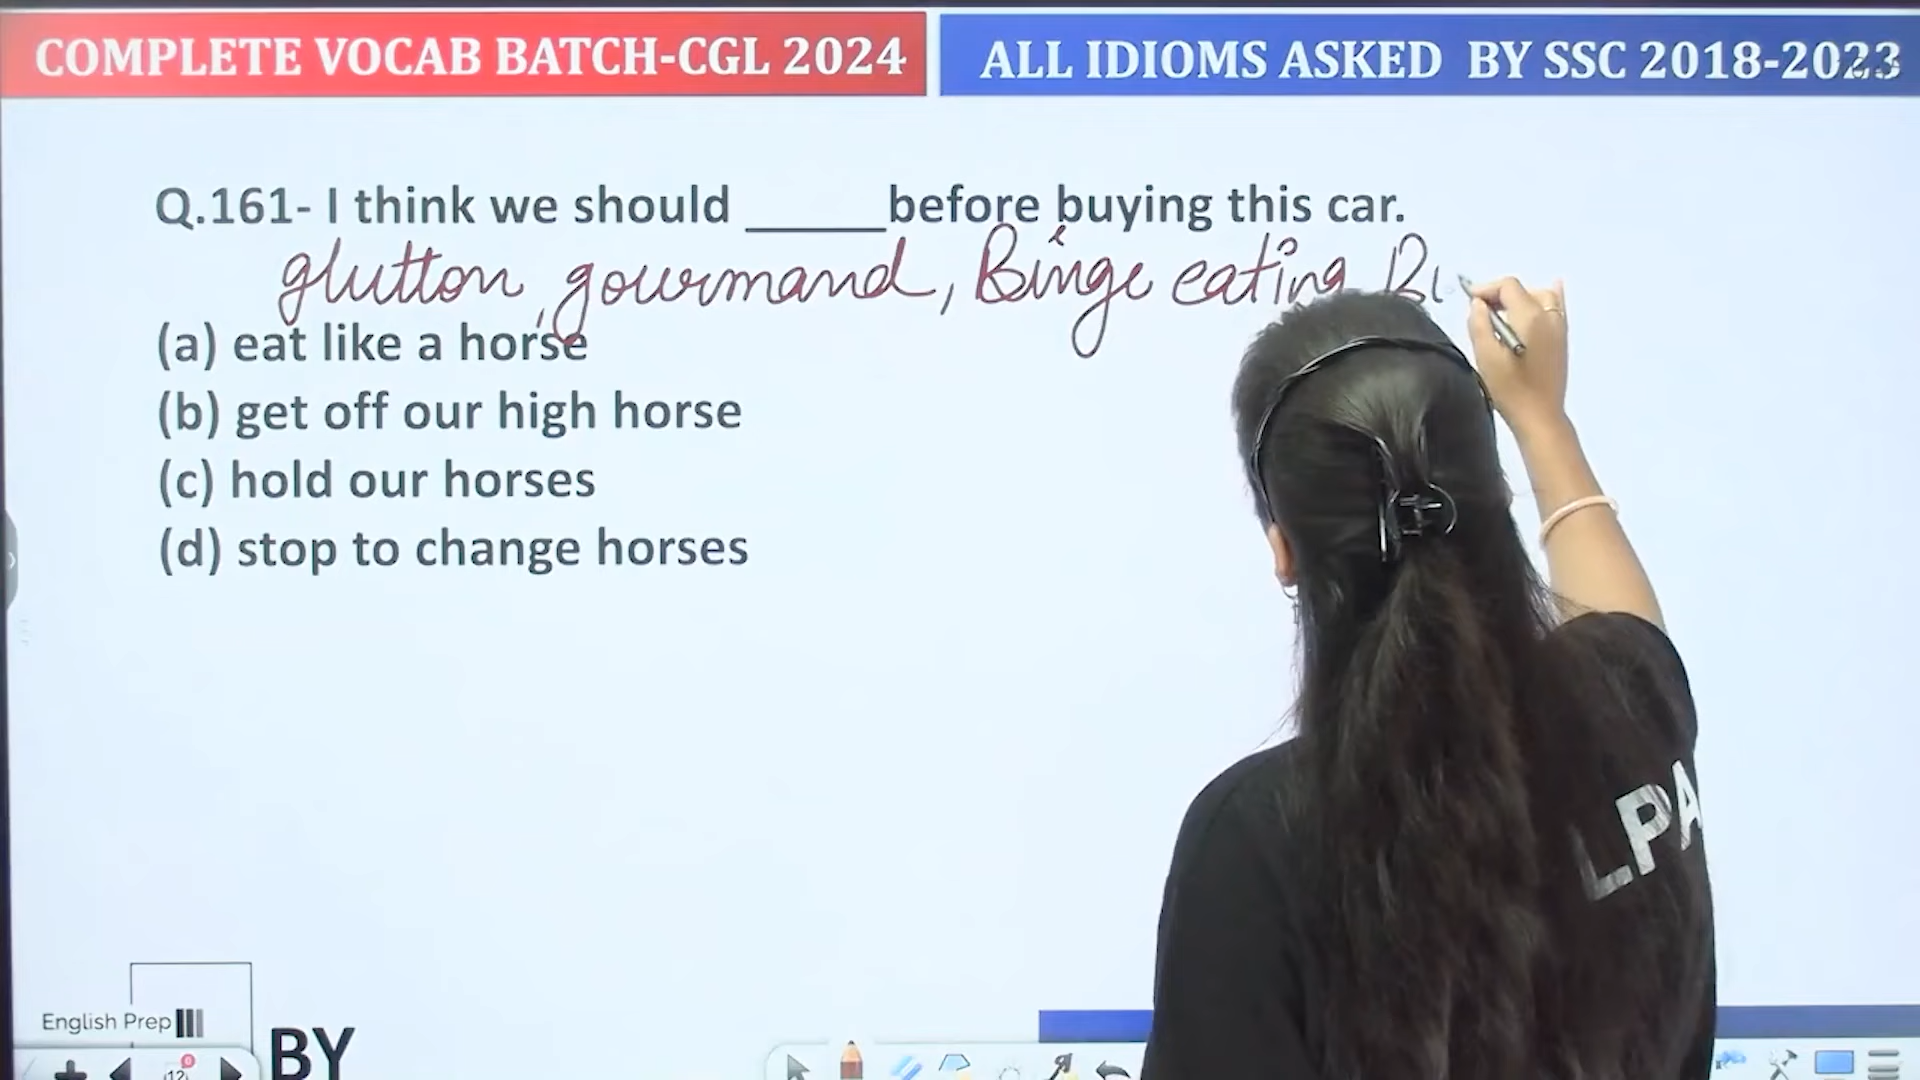 COMPLETE VOCAB BATCH-CGL 2024
ALL IDIOMS ASKED BY SSC 2018-2023
Q.161- I think we should _____ before buying this car.
glutton, gourmand, Binge eating
(a) eat like a horse
(b) get off our high horse
(c) hold our horses
(d) stop to change horses
LPA
English Prep
BY